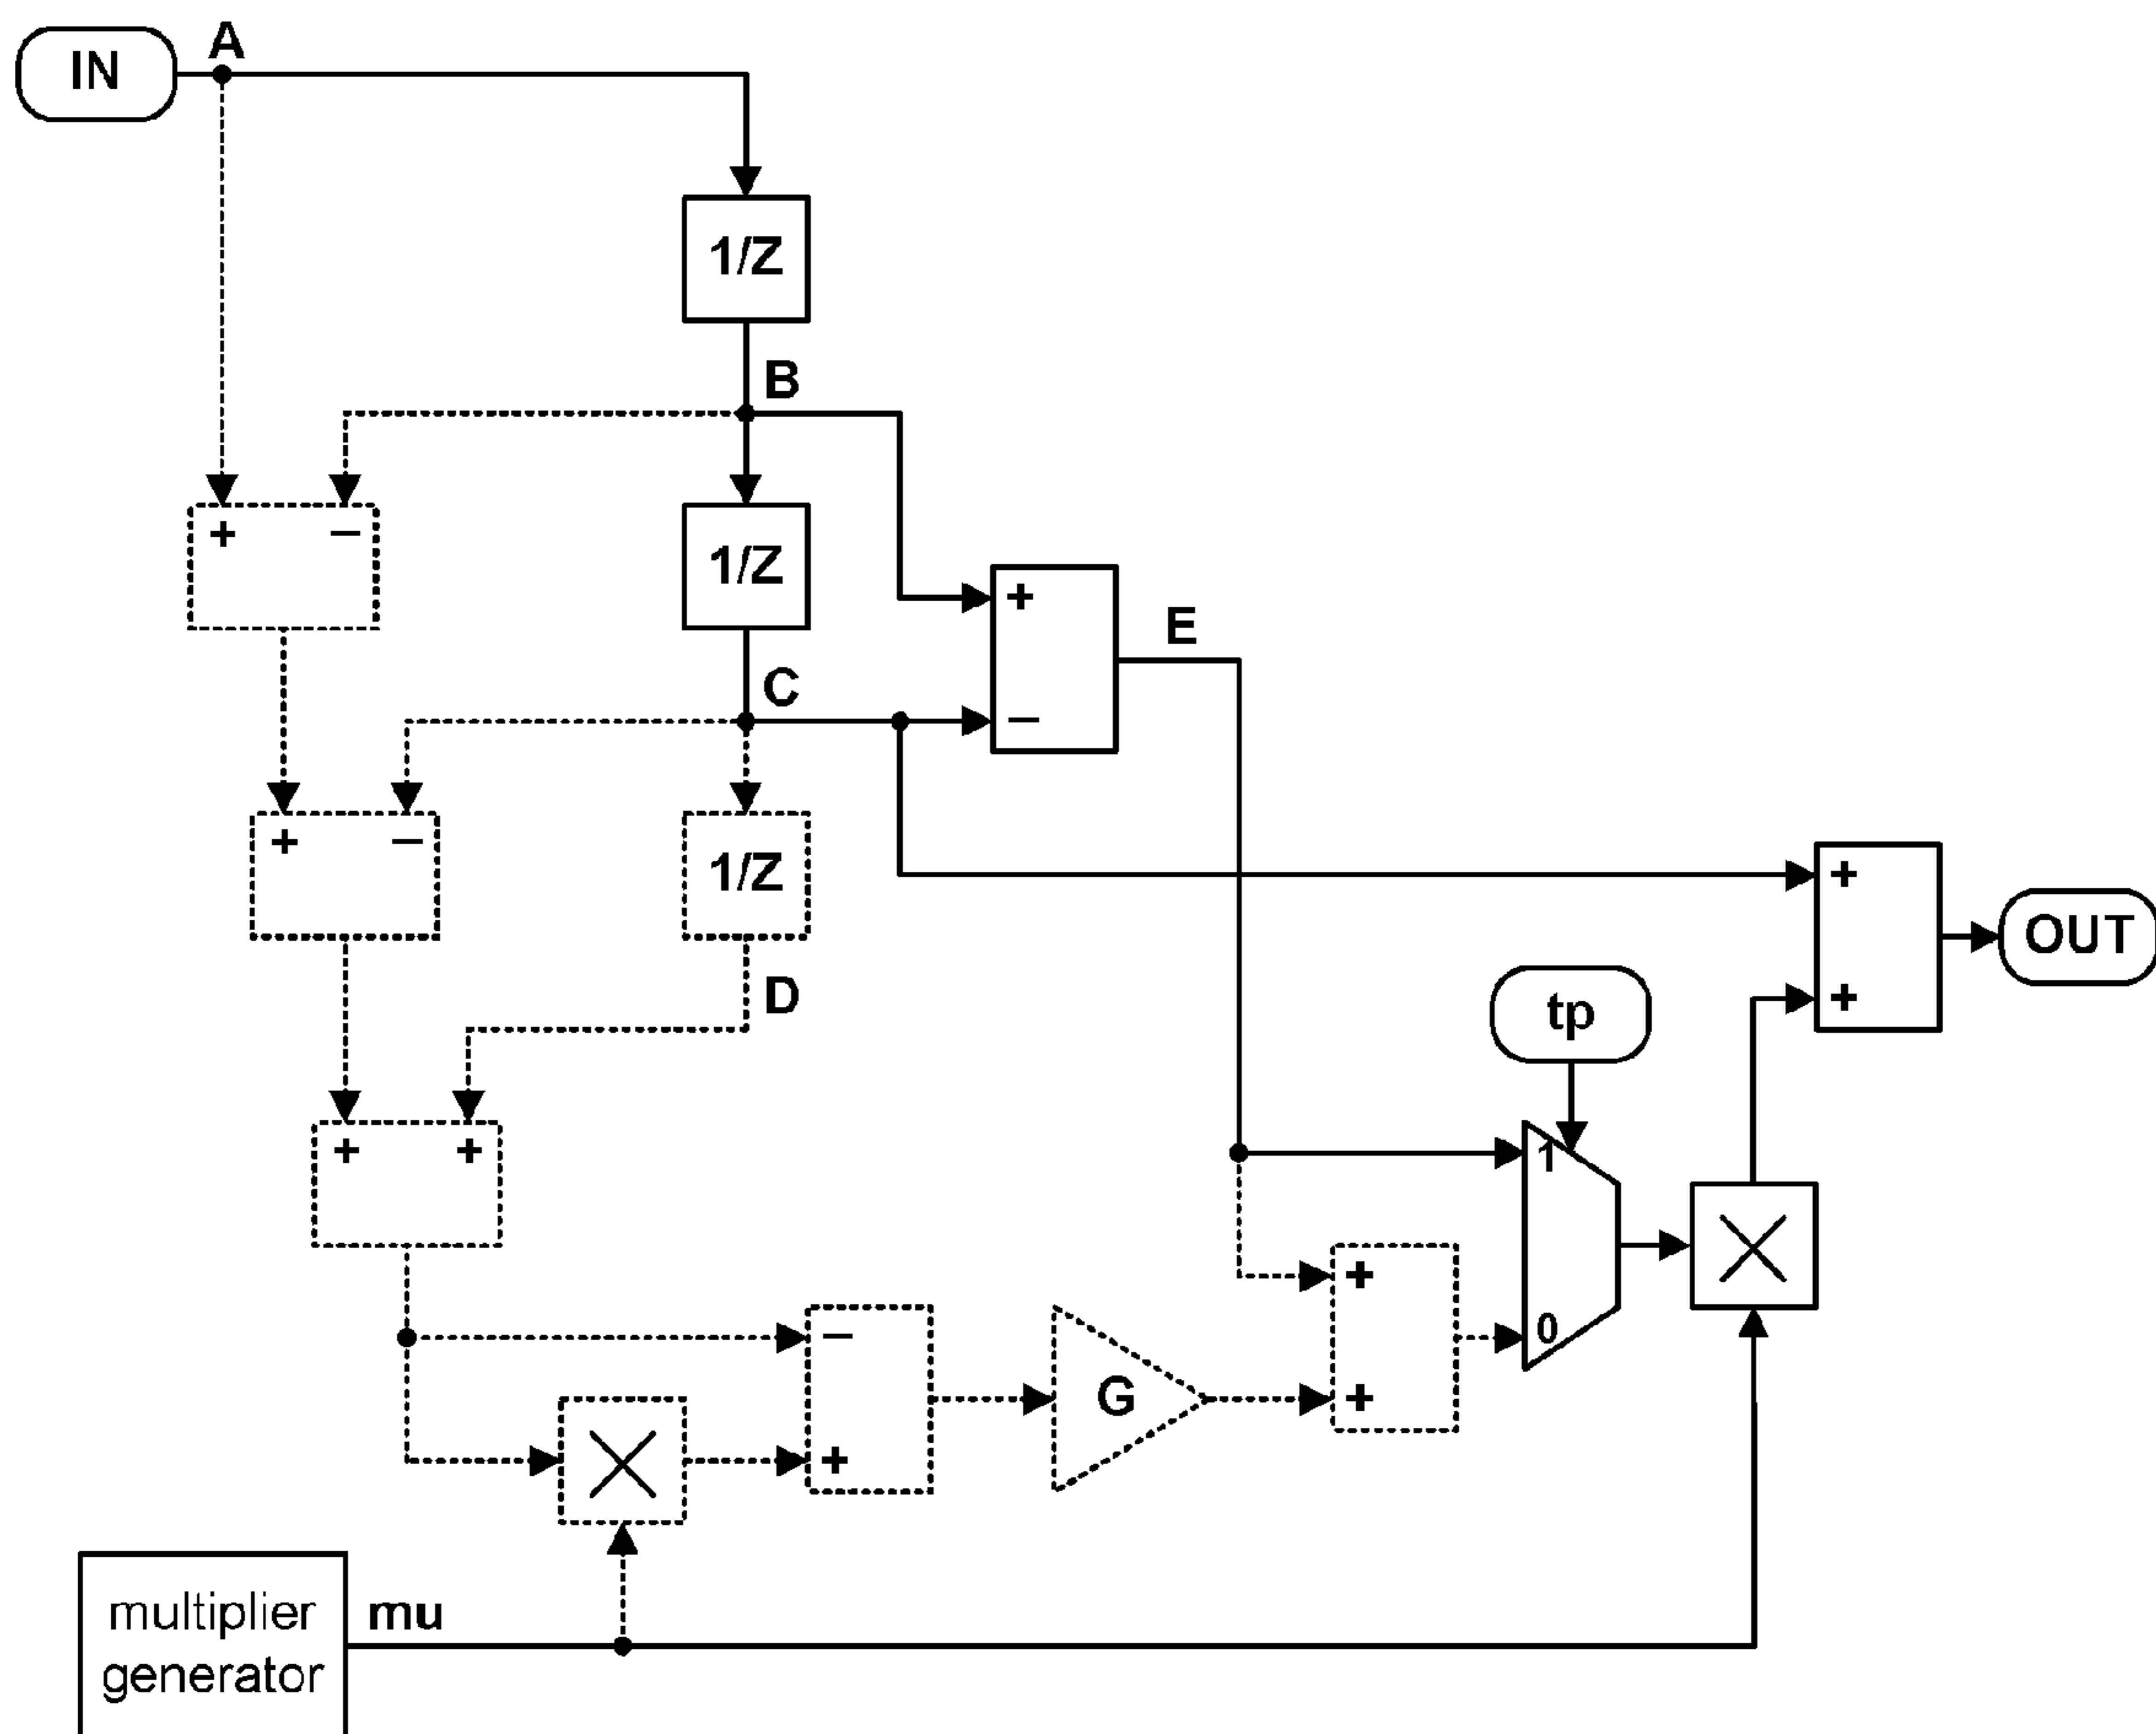 IN
A
1/Z
B
+ −
1/Z
+
E
C
−
+ −
1/Z
+
OUT
D
tp
+
+ +
1
+
−
0
G
+
+
multiplier
generator
mu